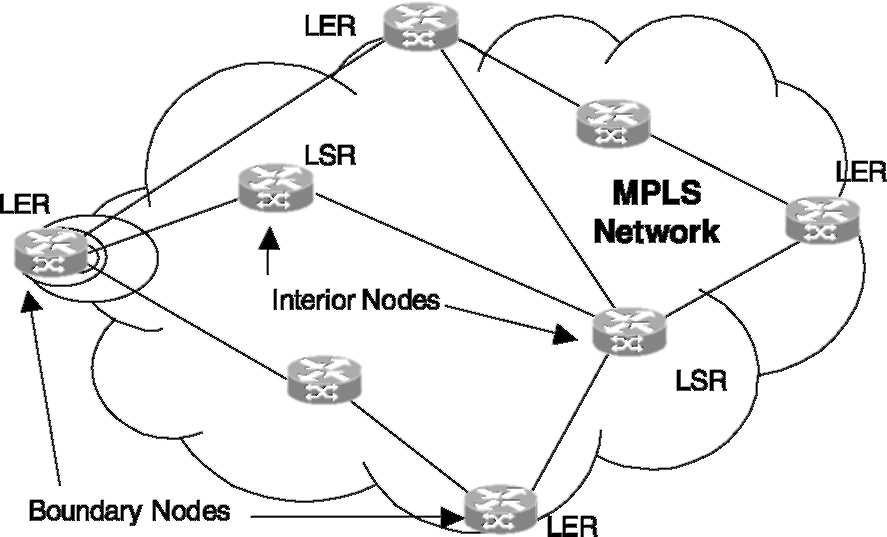 LER
LSR
LER
LER
MPLS
Network
Interior Nodes
LSR
Boundary Nodes
LER